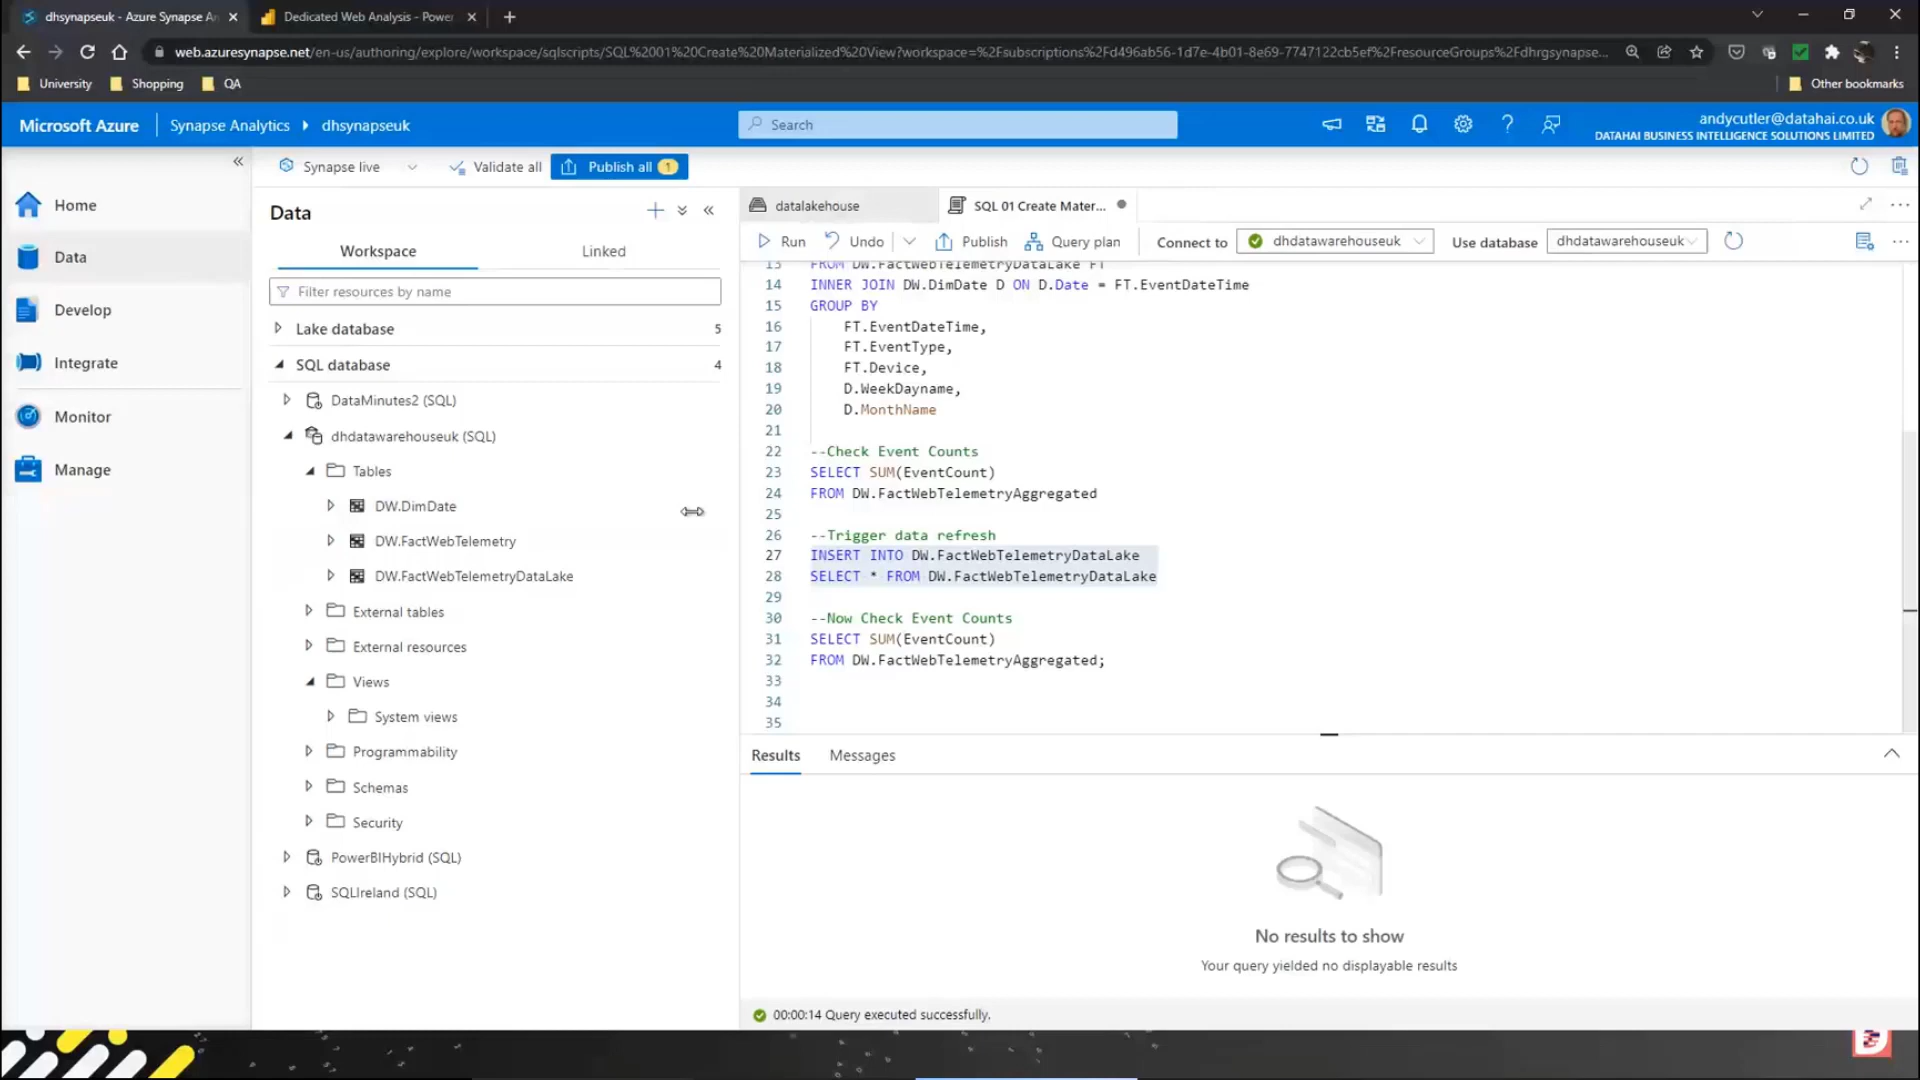 dhsynapseuk - Azure Synapse An
Dedicated Web Analysis - Power
web.azuresynapse.net/en-us/authoring/explore/workspace/sqlscripts/SQL%2001%20Create%20Materialized%20View?workspace=%2Fsubscriptions%2Fd496ab56-1d7e-4b01-8e69-7747122cb5ef%2FresourceGroups%2Fdhrgsynapse...
University
Shopping
QA
Other bookmarks
Microsoft Azure
Synapse Analytics
dhsynapseuk
Search
andycutler@datahai.co.uk
DATAHAI BUSINESS INTELLIGENCE SOLUTIONS LIMITED
Synapse live
Validate all
Publish all 1
Home
Data
Develop
Integrate
Monitor
Manage
Data
Workspace
Linked
Filter resources by name
Lake database 5
SQL database 4
DataMinutes2 (SQL)
dhdatawarehouseuk (SQL)
Tables
DW.DimDate
DW.FactWebTelemetry
DW.FactWebTelemetryDataLake
External tables
External resources
Views
System views
Programmability
Schemas
Security
PowerBIHybrid (SQL)
SQLIreland (SQL)
datalakehouse
SQL 01 Create Mater...
Run
Undo
Publish
Query plan
Connect to
dhdatawarehouseuk
Use database
dhdatawarehouseuk
13 FROM DW.FactWebTelemetryDataLake FT
14 INNER JOIN DW.DimDate D ON D.Date = FT.EventDateTime
15 GROUP BY
16 FT.EventDateTime,
17 FT.EventType,
18 FT.Device,
19 D.WeekDayname,
20 D.MonthName
21
22 --Check Event Counts
23 SELECT SUM(EventCount)
24 FROM DW.FactWebTelemetryAggregated
25
26 --Trigger data refresh
27 INSERT INTO DW.FactWebTelemetryDataLake
28 SELECT * FROM DW.FactWebTelemetryDataLake
29
30 --Now Check Event Counts
31 SELECT SUM(EventCount)
32 FROM DW.FactWebTelemetryAggregated;
33
34
35
Results
Messages
No results to show
Your query yielded no displayable results
00:00:14 Query executed successfully.